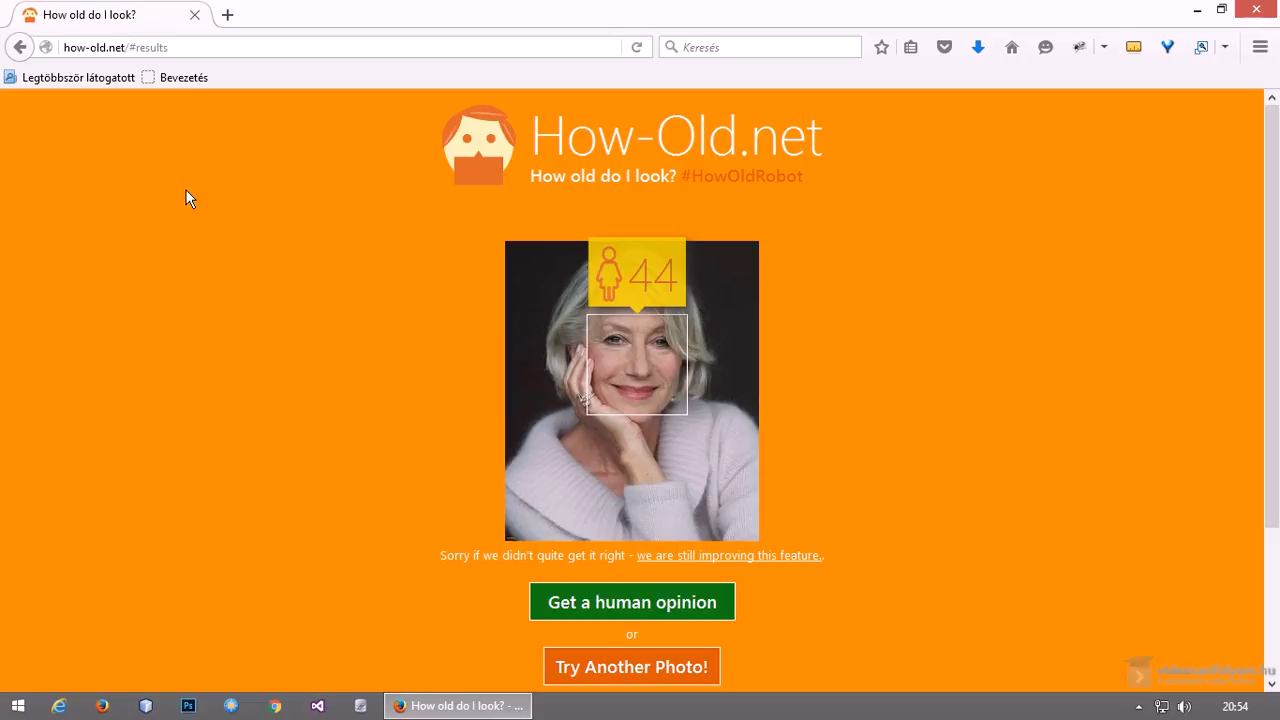 How old do I look?
how-old.net/#results
Keresés
Legtöbbször látogatott
Bevezetés
How-Old.net
How old do I look? #HowOldRobot
44
Sorry if we didn't quite get it right - we are still improving this feature..
Get a human opinion
or
Try Another Photo!
Ps
How old do I look? - ...
20:54